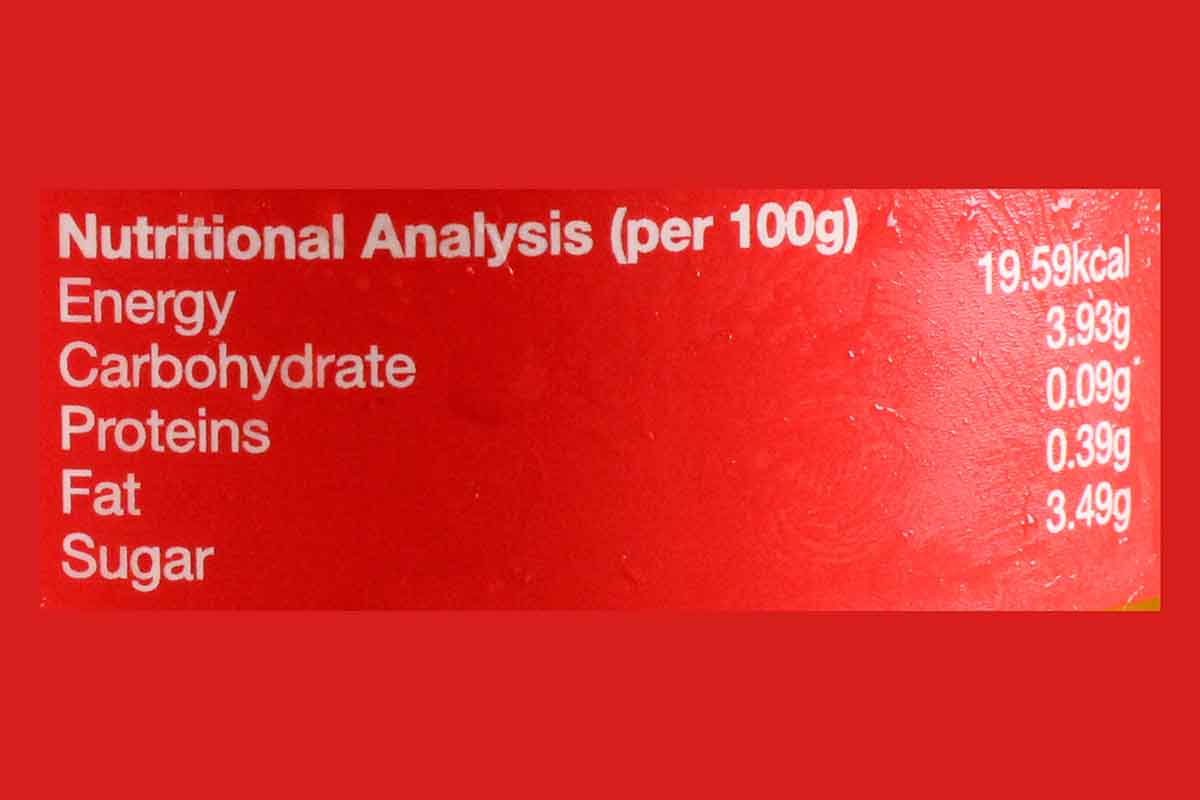 Nutritional Analysis (per 100g)
Energy 19.59kcal
Carbohydrate 3.93g
Proteins 0.09g
Fat 0.39g
Sugar 3.49g